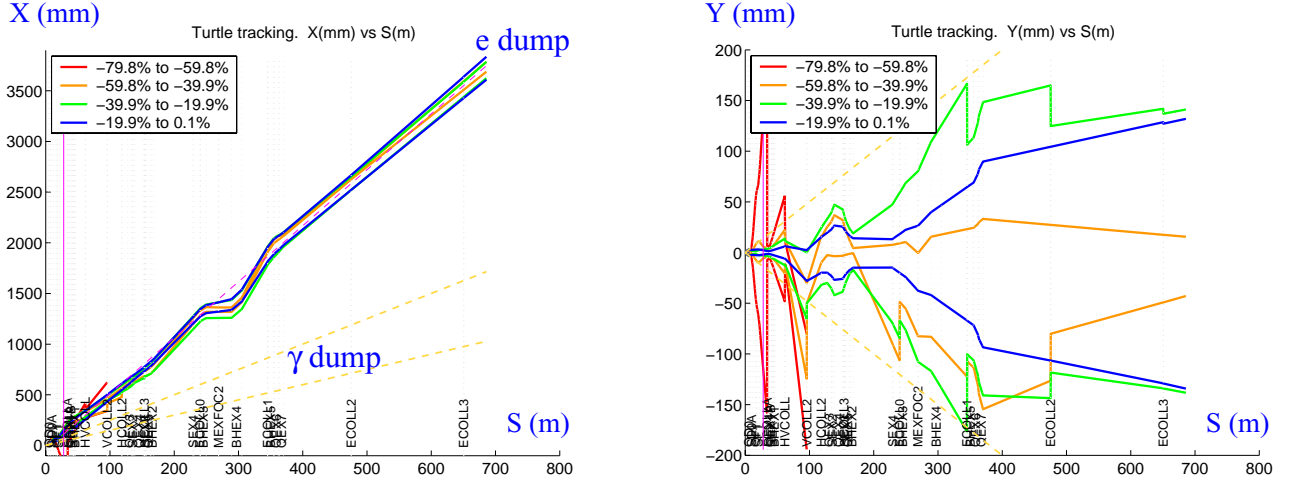 X (mm)
Turtle tracking. X(mm) vs S(m)
e dump
−79.8% to −59.8%
−59.8% to −39.9%
−39.9% to −19.9%
−19.9% to 0.1%
3500
3000
2500
2000
1500
1000
500
0
γ dump
HVCOLL
VCOLL2
HCOLL2
BHEX2
SEX4
MEXFOC2
BHEX4
ECOLL2
ECOLL3
S (m)
0 100 200 300 400 500 600 700 800
Y (mm)
Turtle tracking. Y(mm) vs S(m)
−79.8% to −59.8%
−59.8% to −39.9%
−39.9% to −19.9%
−19.9% to 0.1%
200
150
100
50
0
−50
−100
−150
−200
HVCOLL
VCOLL2
HCOLL2
BHEX2
SEX4
MEXFOC2
BHEX4
ECOLL2
ECOLL3
S (m)
0 100 200 300 400 500 600 700 800